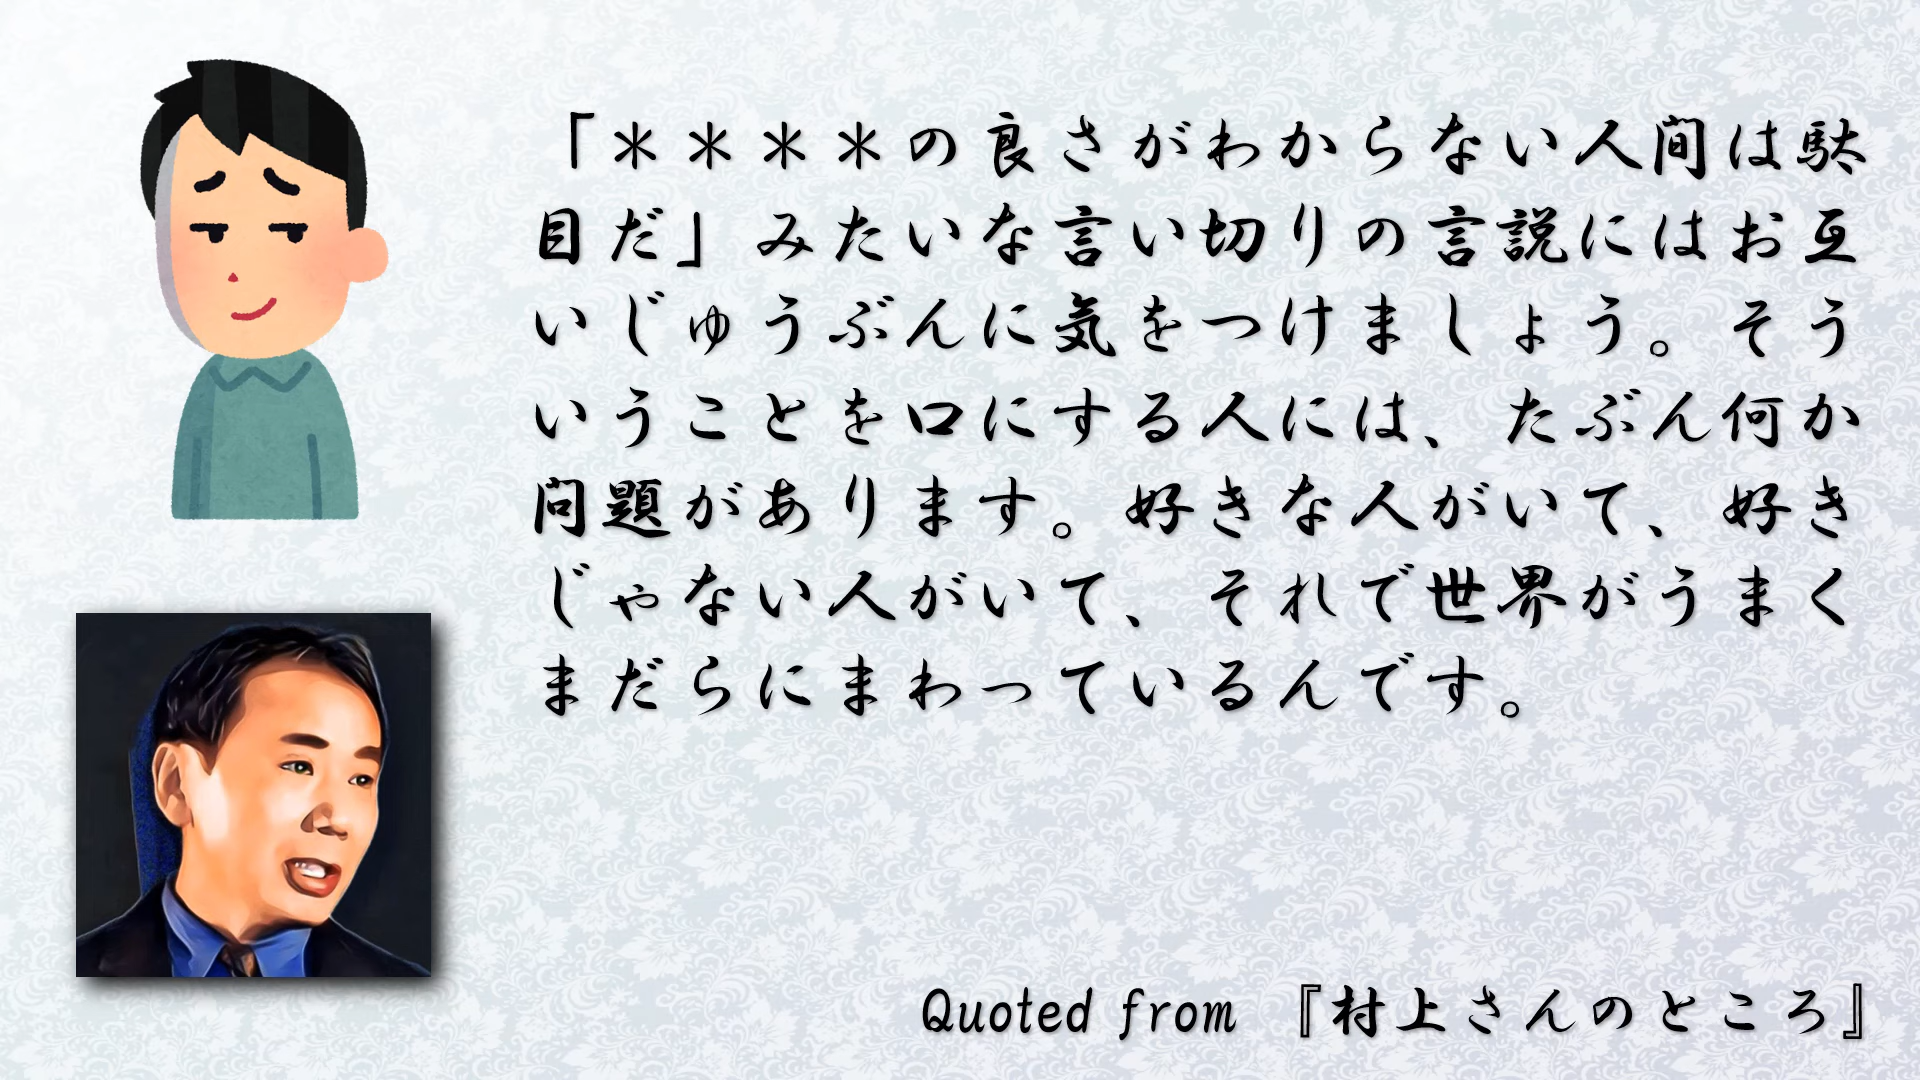 「＊＊＊＊の良さがわからない人間は駄
目だ」みたいな言い切りの言説にはお互
いじゅうぶんに気をつけましょう。そう
いうことを口にする人には、たぶん何か
問題があります。好きな人がいて、好き
じゃない人がいて、それで世界がうまく
まだらにまわっているんです。
Quoted from 『村上さんのところ』